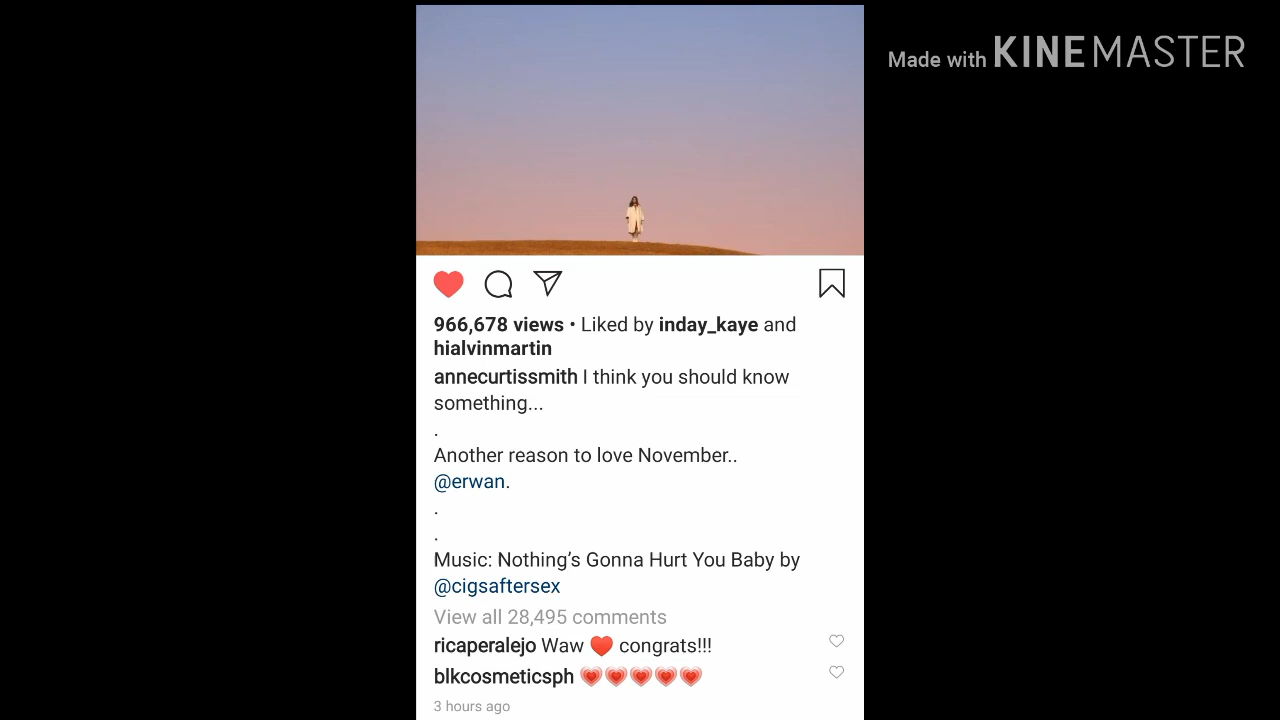 Made with KINEMASTER
966,678 views • Liked by inday_kaye and
hialvinmartin
annecurtissmith I think you should know
something...
.
Another reason to love November..
@erwan.
.
.
Music: Nothing’s Gonna Hurt You Baby by
@cigsaftersex
View all 28,495 comments
ricaperalejo Waw ❤️ congrats!!!
blkcosmeticsph 💗💗💗💗💗
3 hours ago